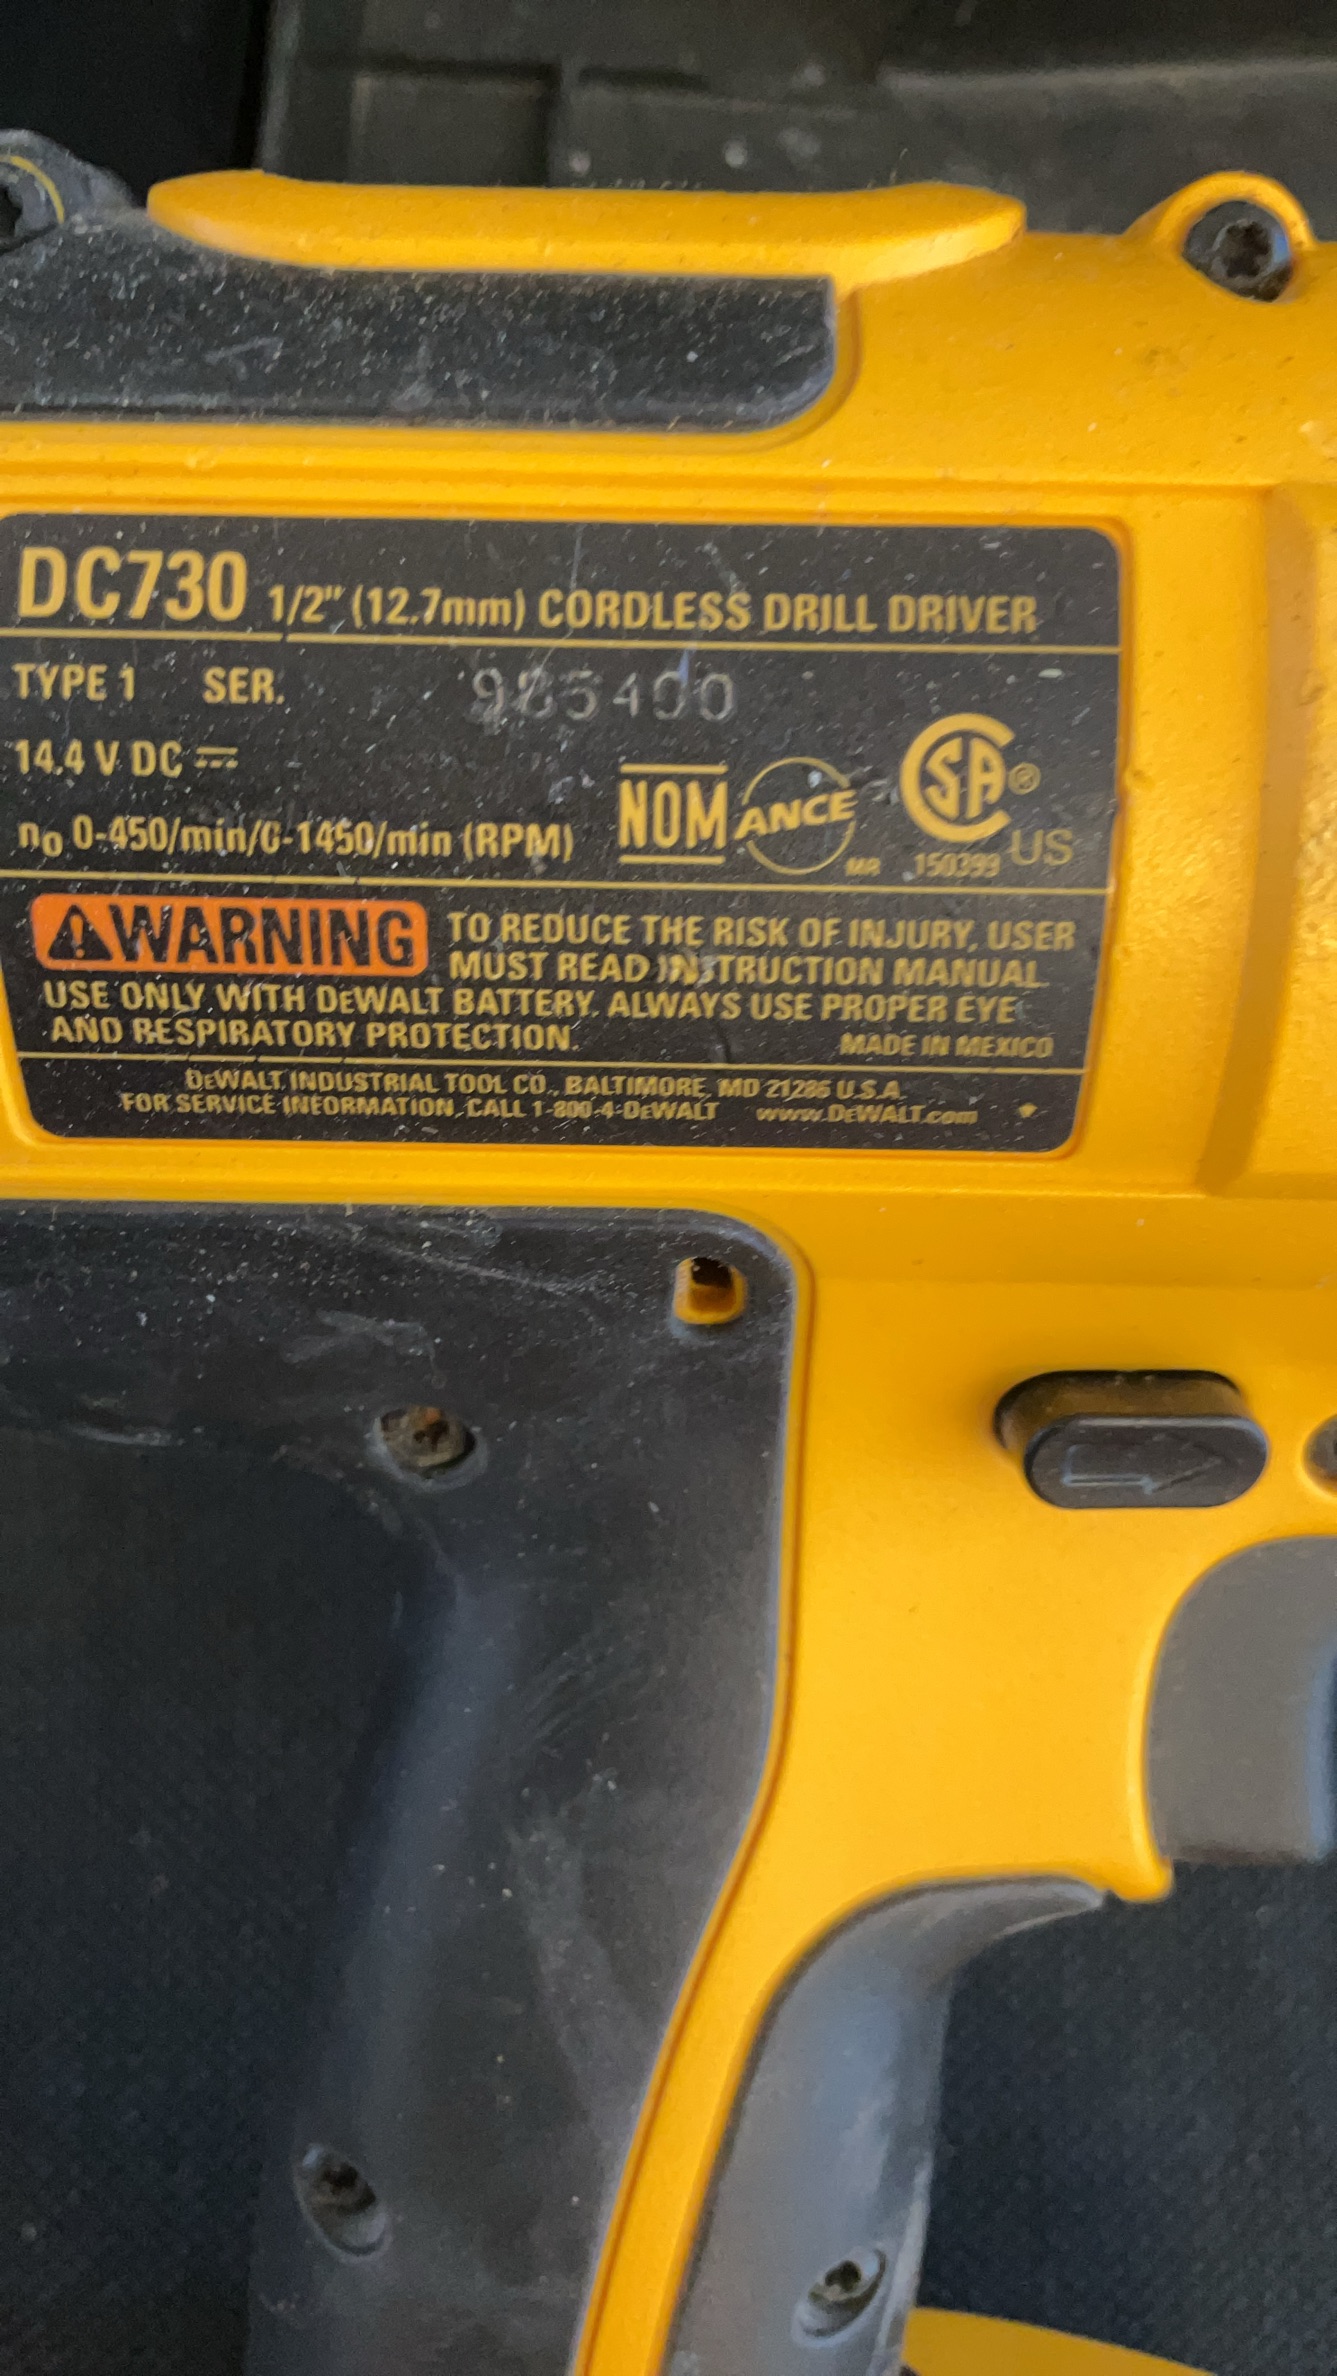 DC730 1/2" (12.7mm) CORDLESS DRILL DRIVER
TYPE 1 SER. 985400
14.4 V DC ⎓
n₀ 0-450/min/0-1450/min (RPM)
NOM ANCE MR
CSA® US
150399
⚠WARNING TO REDUCE THE RISK OF INJURY, USER
MUST READ INSTRUCTION MANUAL.
USE ONLY WITH DEWALT BATTERY. ALWAYS USE PROPER EYE
AND RESPIRATORY PROTECTION.
MADE IN MEXICO
DEWALT INDUSTRIAL TOOL CO., BALTIMORE, MD 21286 U.S.A.
FOR SERVICE INFORMATION, CALL 1-800-4-DEWALT www.DEWALT.com